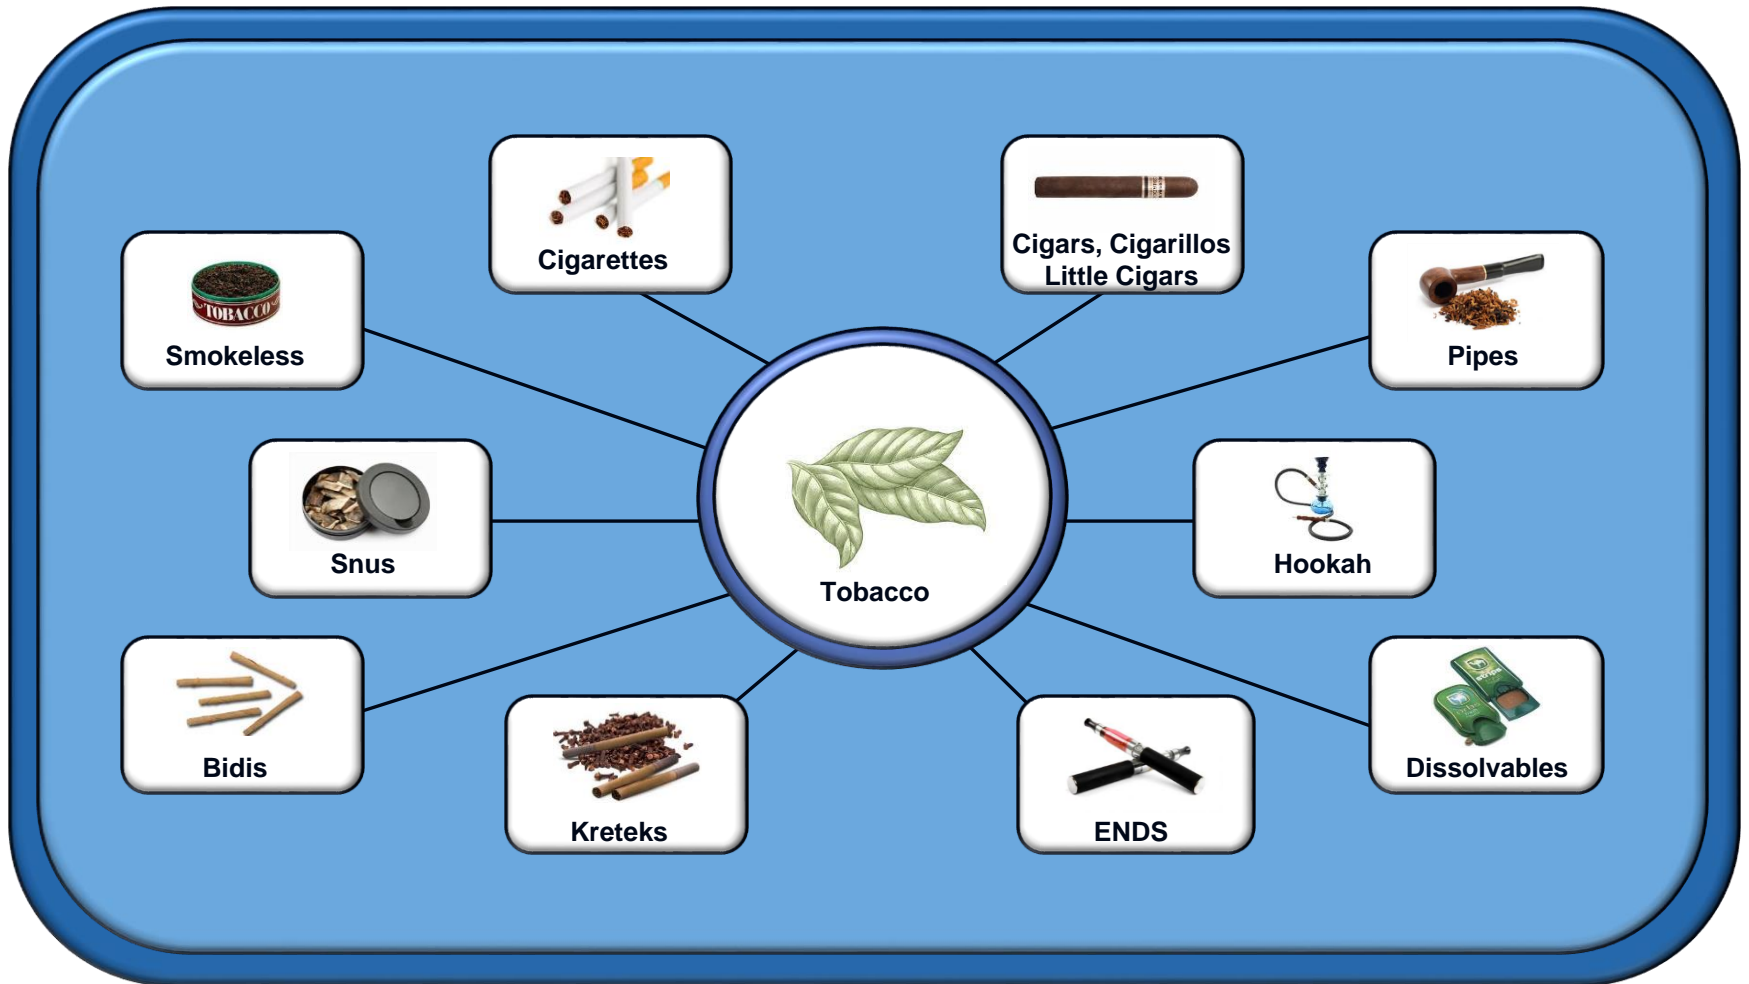 Cigarettes
Cigars, Cigarillos
Little Cigars
TOBACCO
Smokeless
Pipes
Snus
Hookah
Tobacco
Bidis
Dissolvables
Kreteks
ENDS